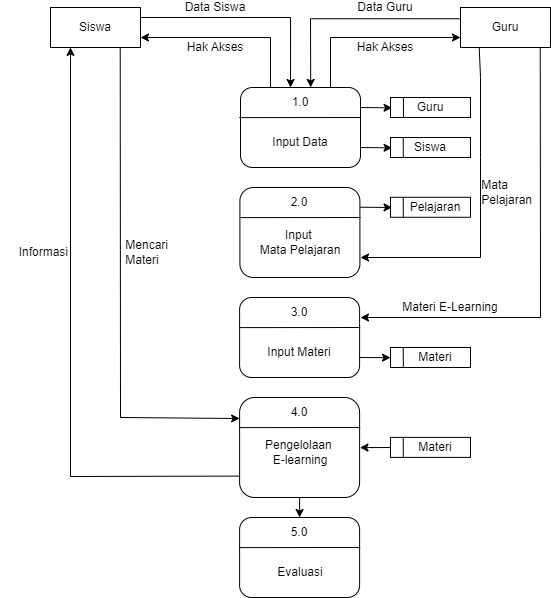 Data Siswa
Data Guru
Siswa
Guru
Hak Akses
Hak Akses
1.0
Input Data
Guru
Siswa
2.0
Input
Mata Pelajaran
Pelajaran
Mata
Pelajaran
Informasi
Mencari
Materi
3.0
Input Materi
Materi E-Learning
Materi
4.0
Pengelolaan
E-learning
Materi
5.0
Evaluasi